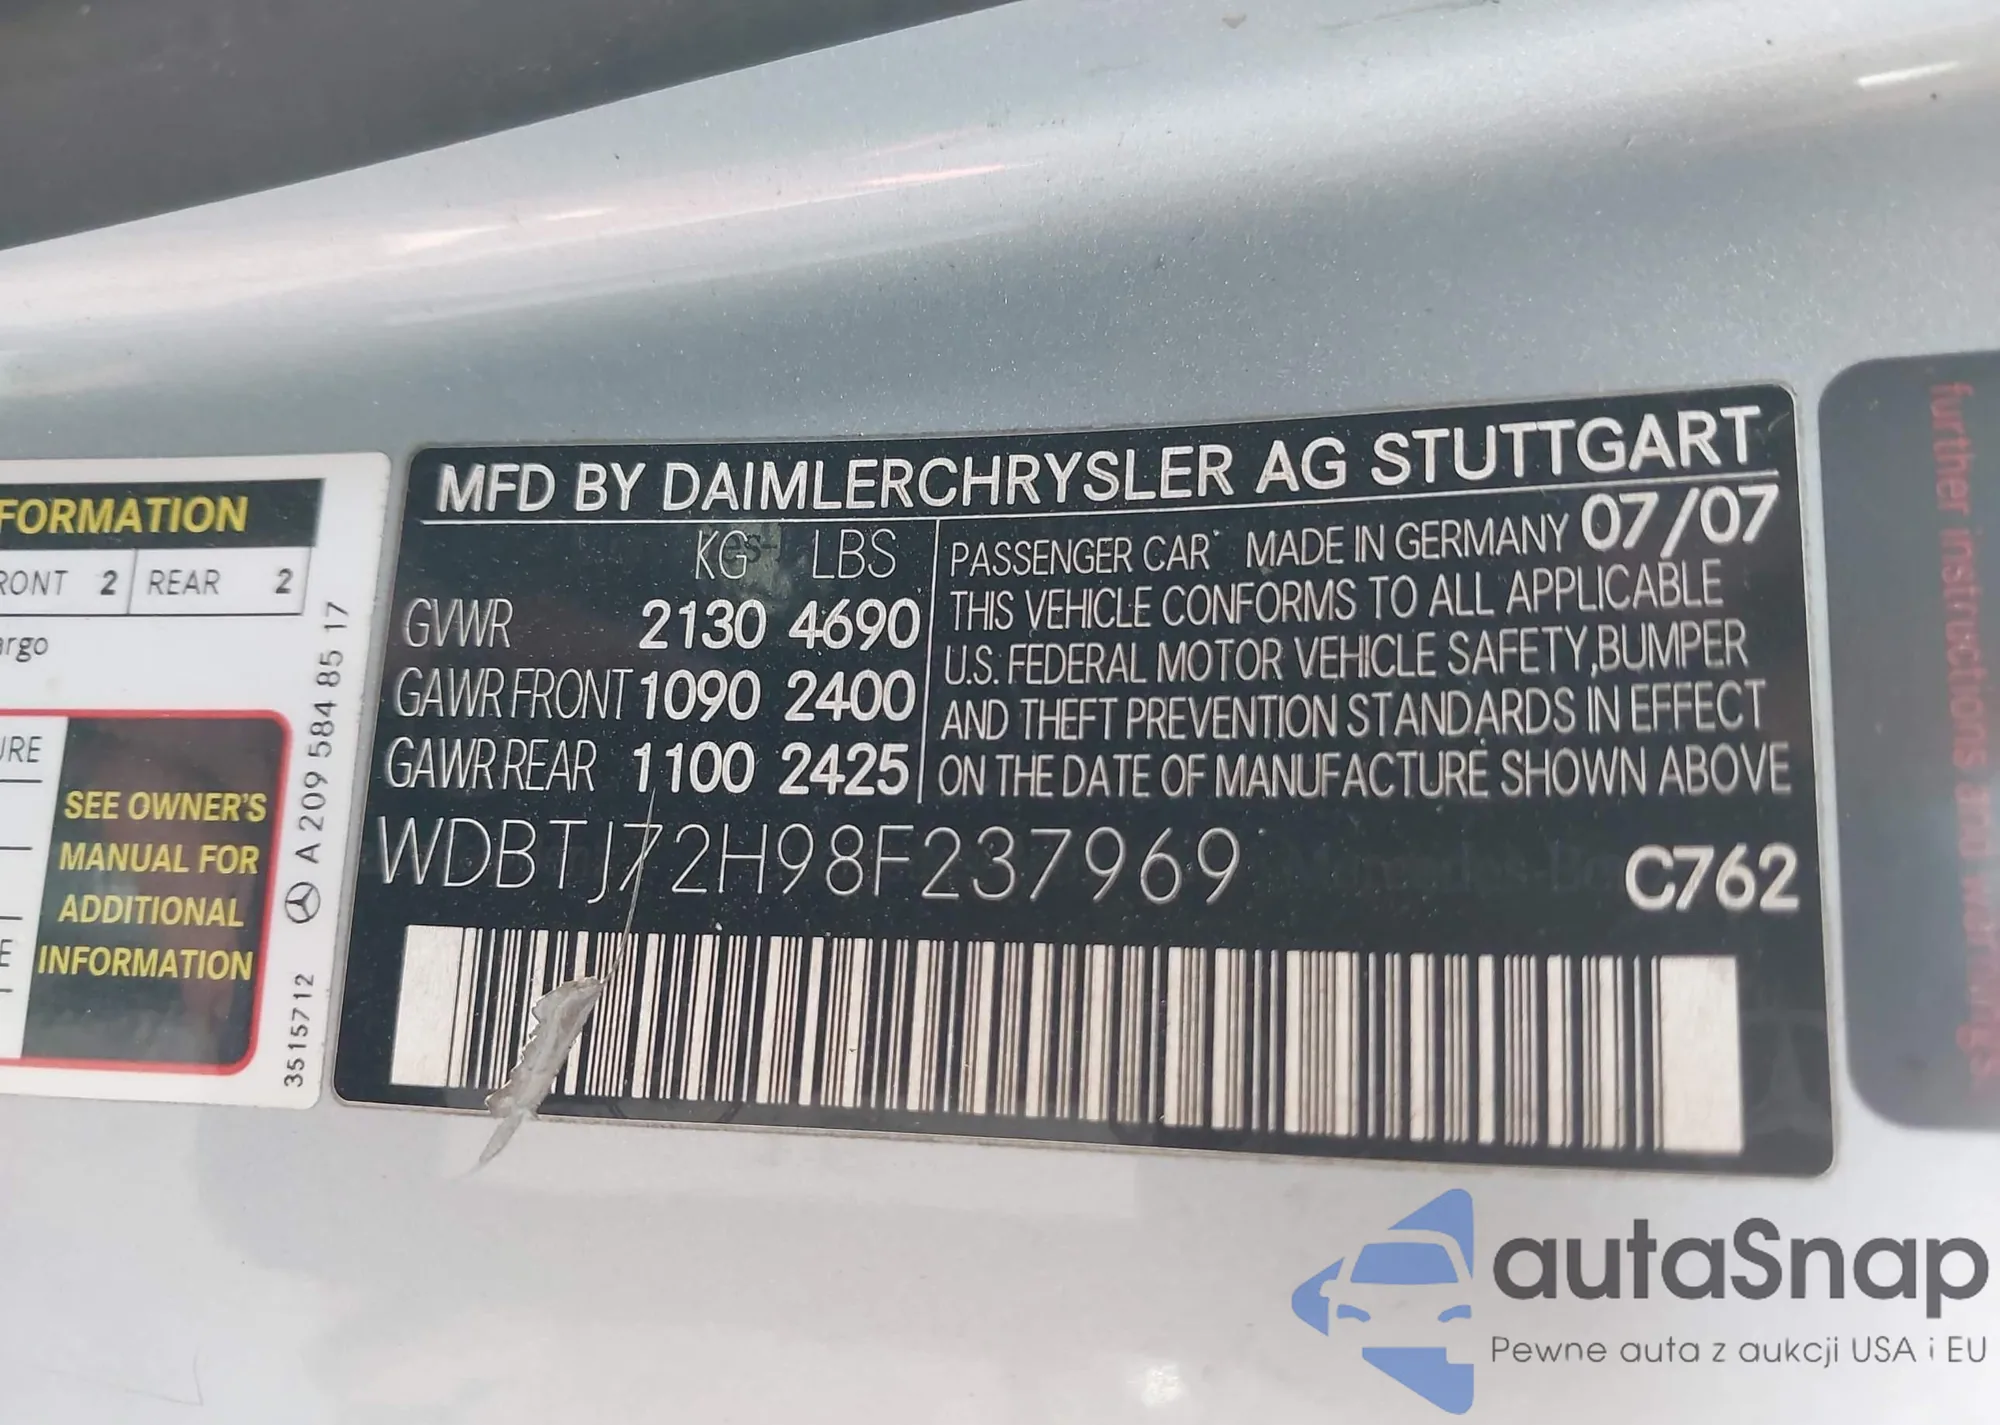 FORMATION
RONT 2 REAR 2
argo
URE
E
SEE OWNER'S
MANUAL FOR
ADDITIONAL
INFORMATION
A 209 584 85 17
3515712
MFD BY DAIMLERCHRYSLER AG STUTTGART
KG LBS
GVWR 2130 4690
GAWR FRONT 1090 2400
GAWR REAR 1100 2425
PASSENGER CAR MADE IN GERMANY 07/07
THIS VEHICLE CONFORMS TO ALL APPLICABLE
U.S. FEDERAL MOTOR VEHICLE SAFETY,BUMPER
AND THEFT PREVENTION STANDARDS IN EFFECT
ON THE DATE OF MANUFACTURE SHOWN ABOVE
WDBTJ72H98F237969 C762
further instructions and warnings.
autaSnap
Pewne auta z aukcji USA i EU